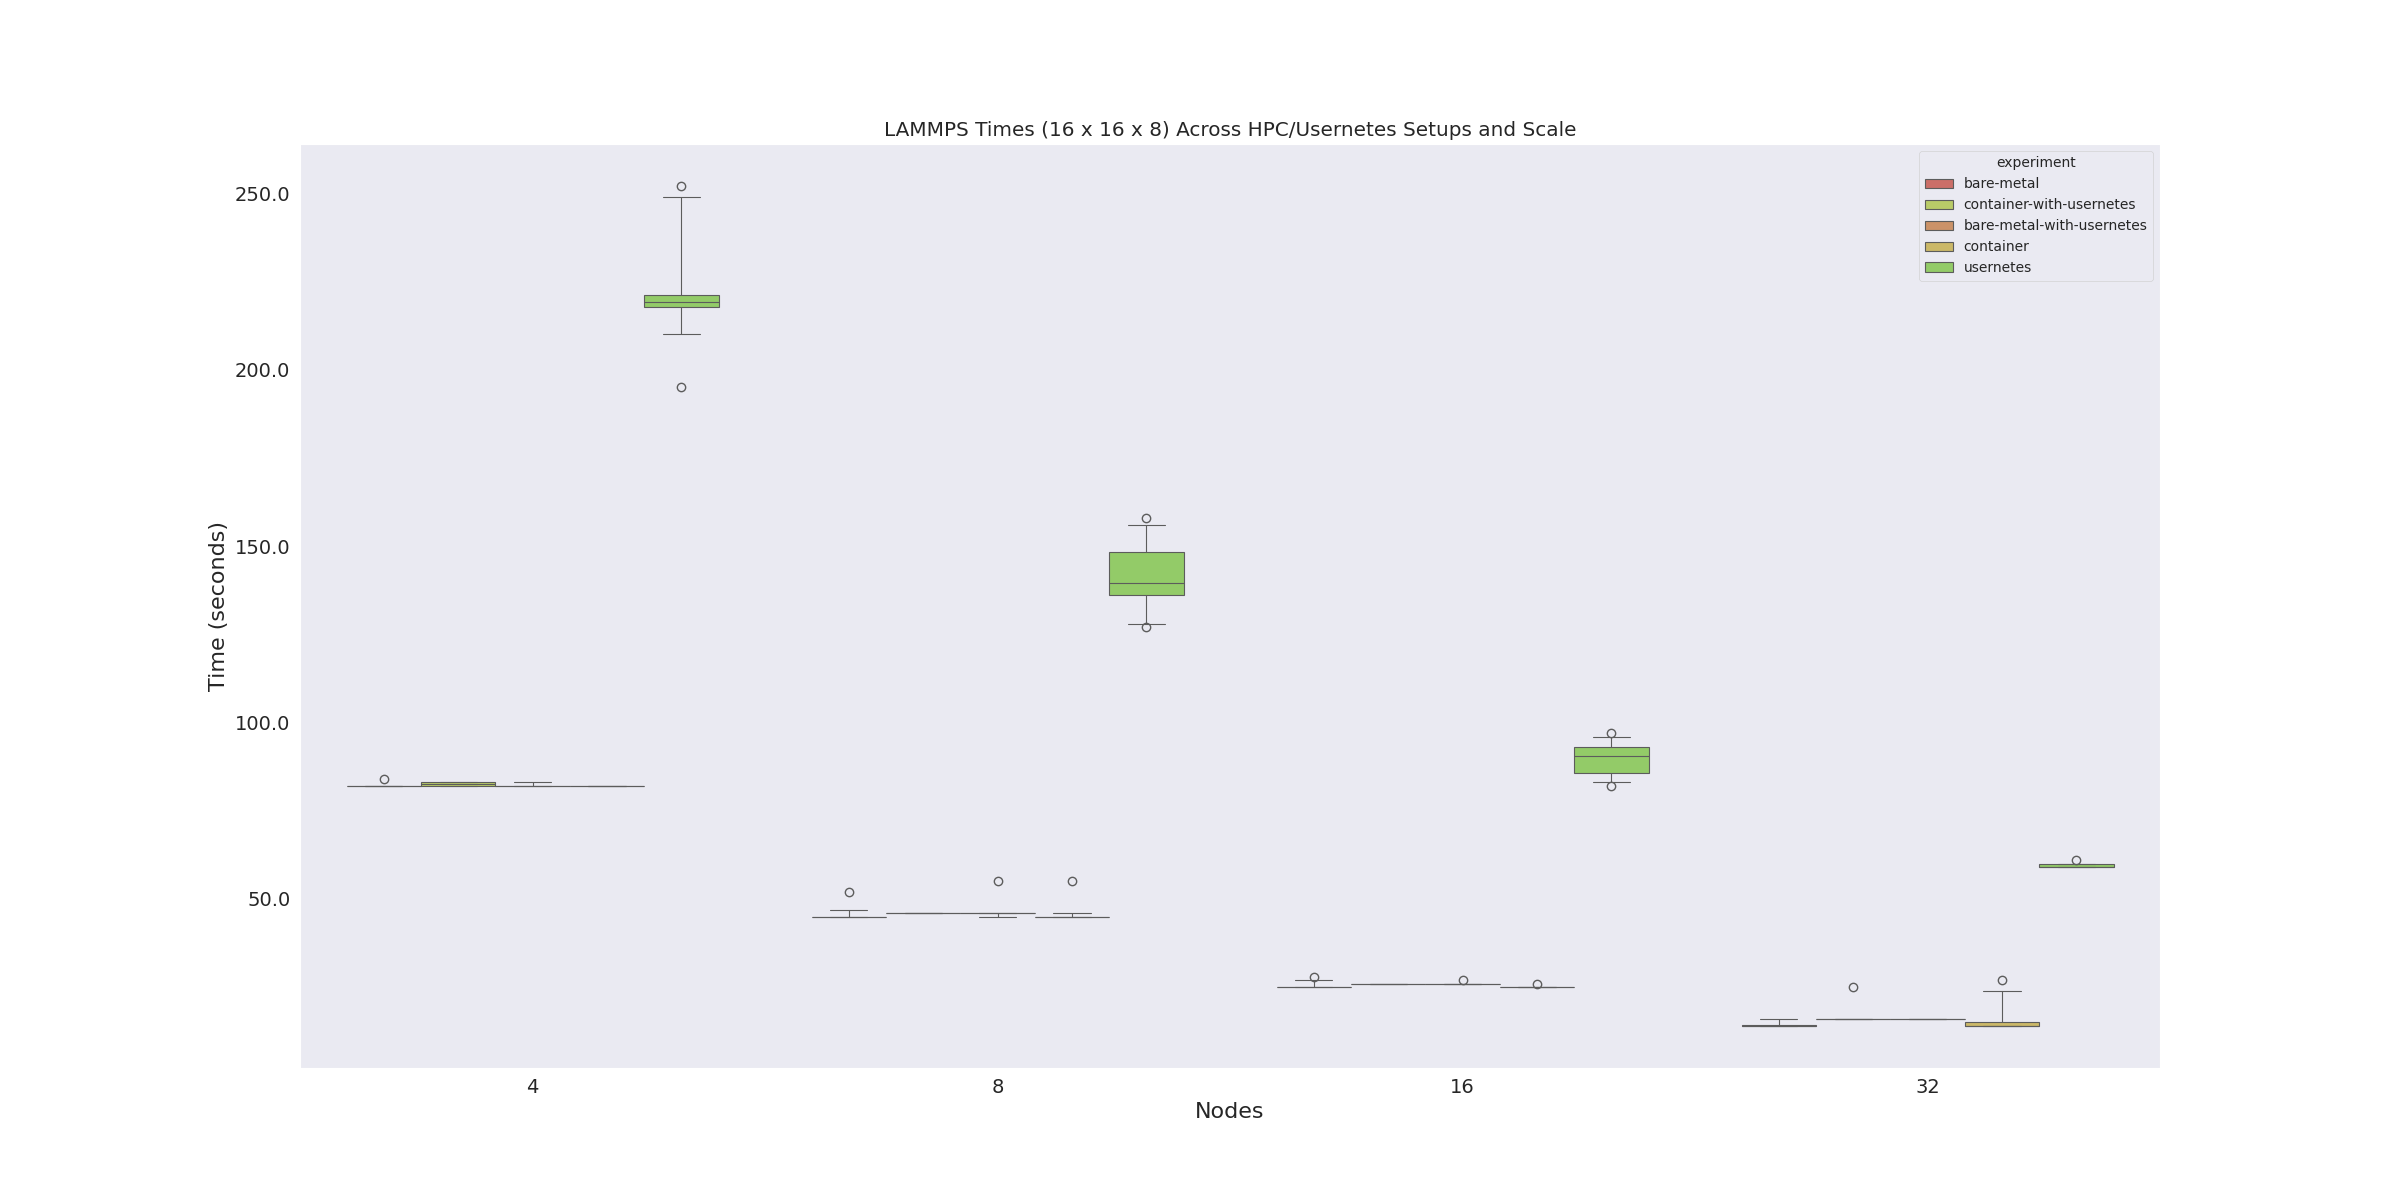 LAMMPS Times (16 x 16 x 8) Across HPC/Usernetes Setups and Scale
experiment
bare-metal
container-with-usernetes
bare-metal-with-usernetes
container
usernetes
250.0
200.0
150.0
100.0
50.0
Time (seconds)
4 8 16 32
Nodes